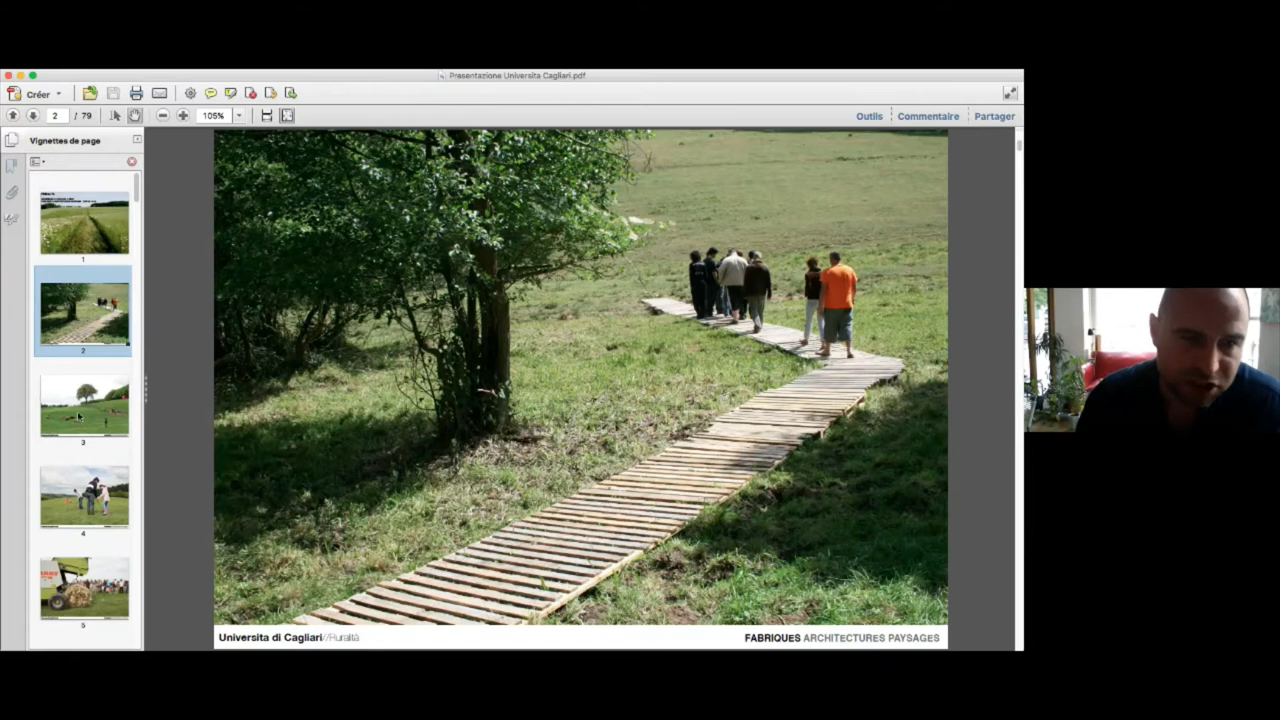 Presentazione Universita Cagliari.pdf
Créer
2 / 79
105%
Outils Commentaire Partager
Vignettes de page
1
2
3
4
5
Universita di Cagliari//Ruralità
FABRIQUES ARCHITECTURES PAYSAGES